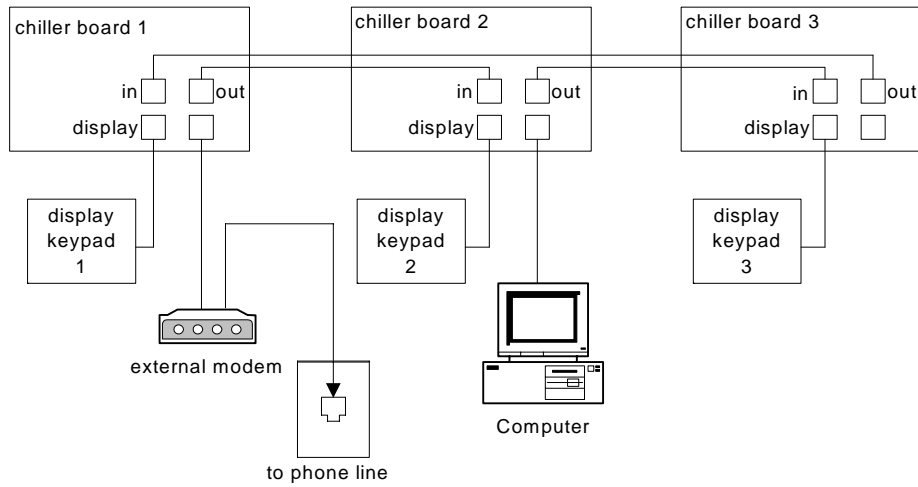 chiller board 1
chiller board 2
chiller board 3
in
out
in
out
in
out
display
display
display
display
keypad
1
display
keypad
2
display
keypad
3
external modem
Computer
to phone line